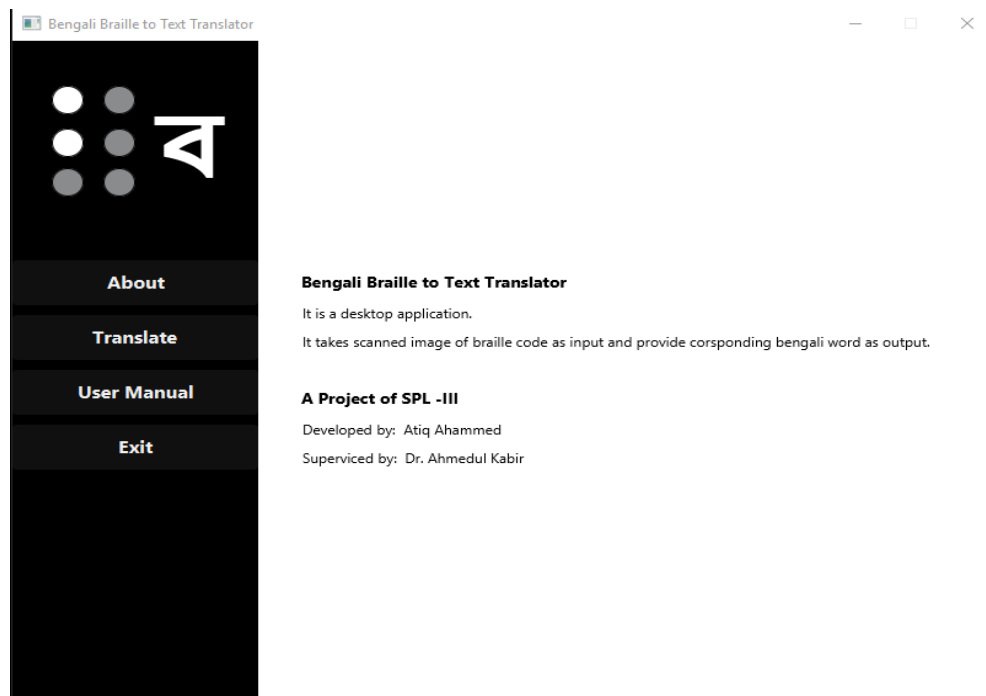 Bengali Braille to Text Translator
ব
About
Translate
User Manual
Exit
Bengali Braille to Text Translator
It is a desktop application.
It takes scanned image of braille code as input and provide corsponding bengali word as output.
A Project of SPL -III
Developed by: Atiq Ahammed
Superviced by: Dr. Ahmedul Kabir